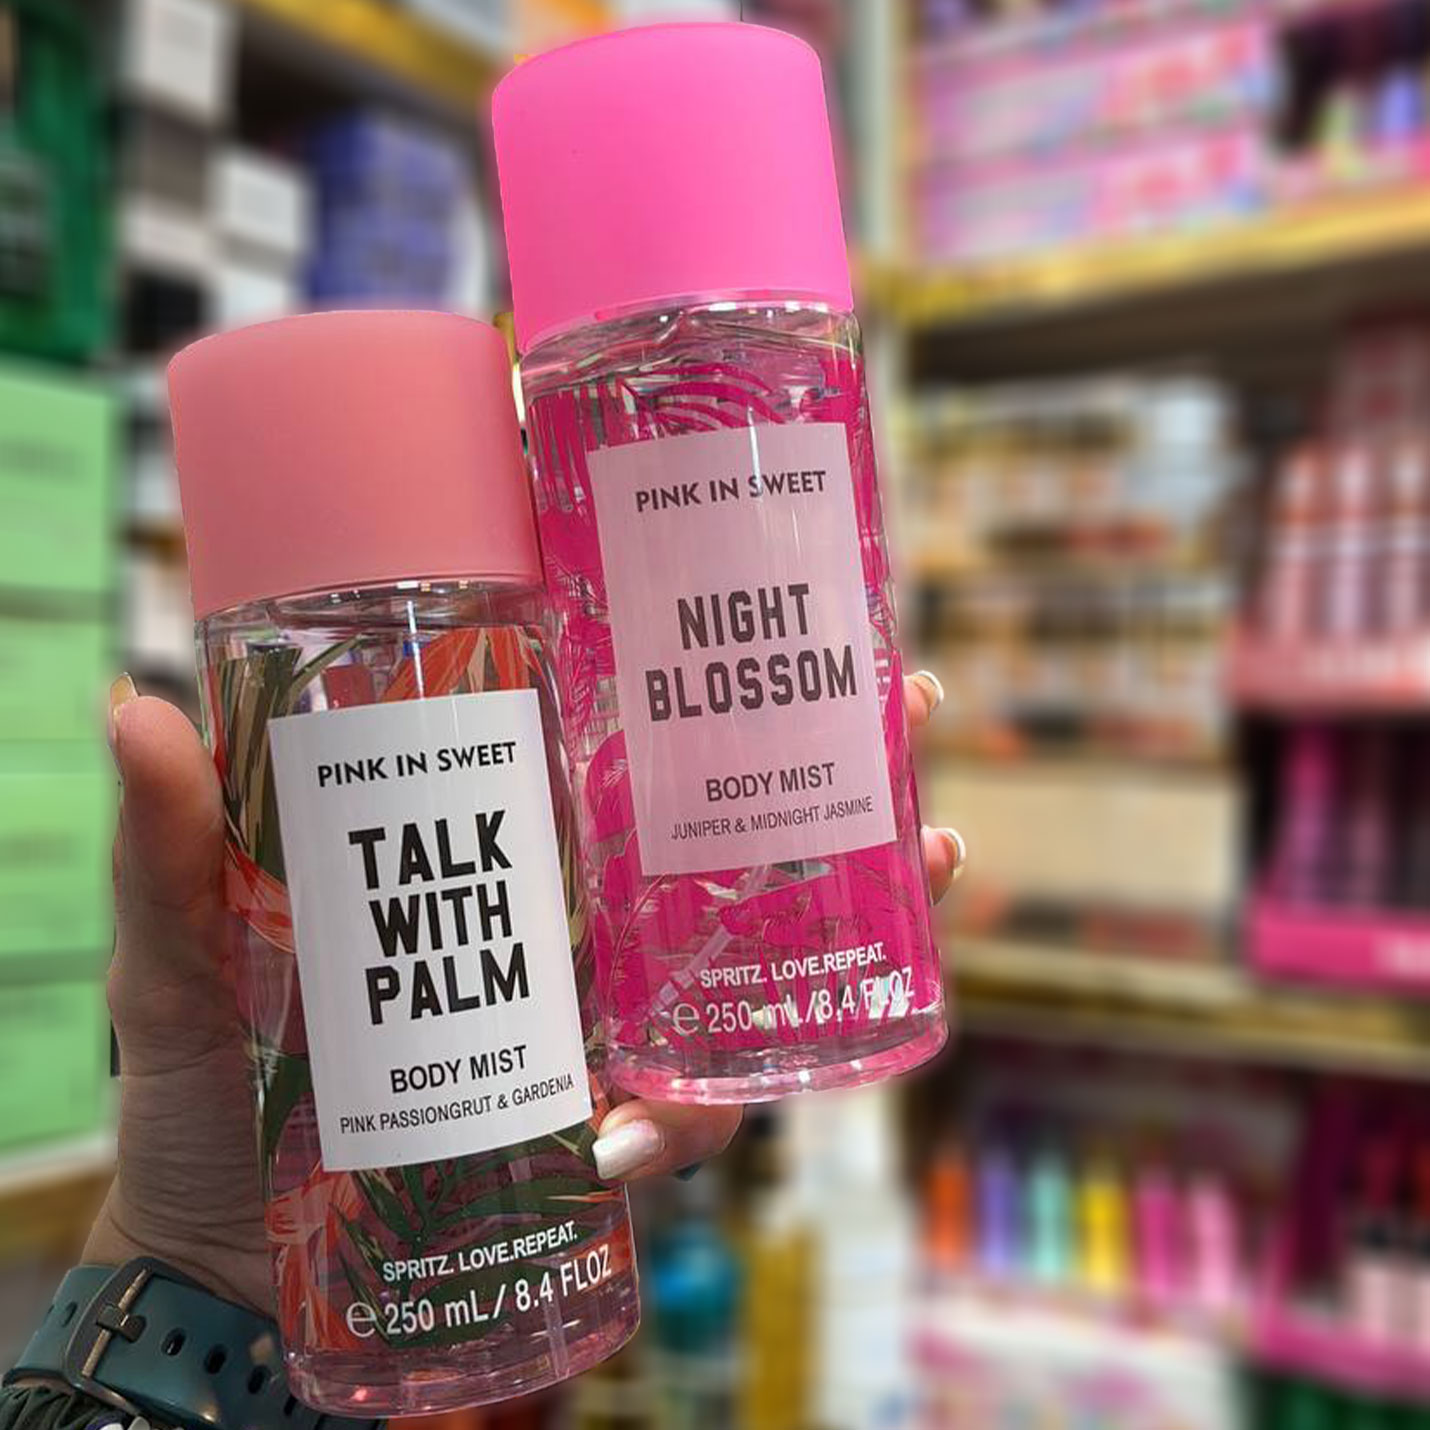 PINK IN SWEET
TALK
WITH
PALM
BODY MIST
PINK PASSIONGRUT & GARDENIA
SPRITZ. LOVE.REPEAT.
e 250 mL / 8.4 FLOZ
PINK IN SWEET
NIGHT
BLOSSOM
BODY MIST
JUNIPER & MIDNIGHT JASMINE
SPRITZ. LOVE.REPEAT.
e 250 mL/8.4 FLOZ